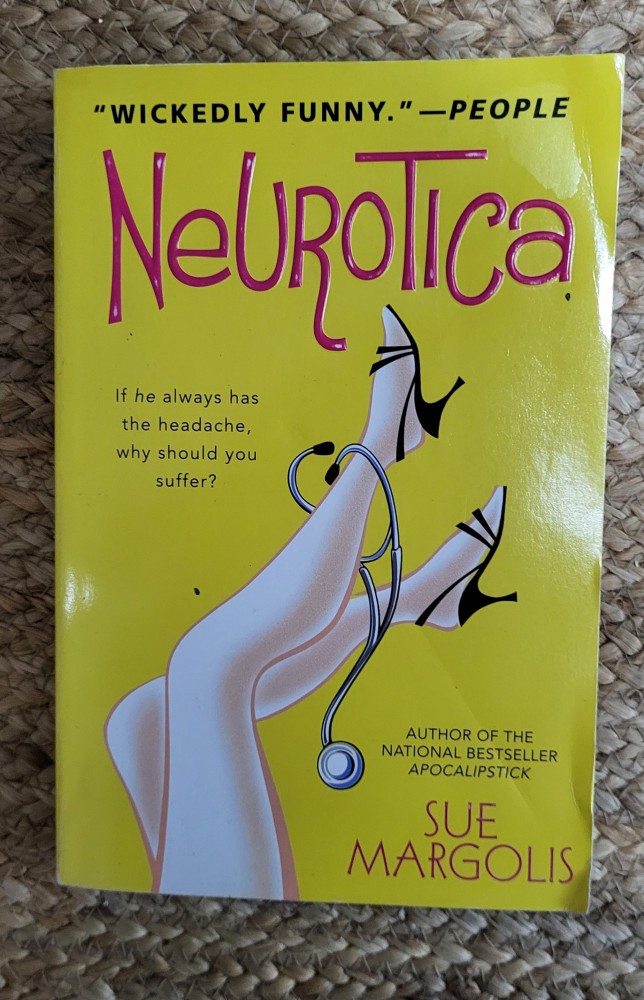 "WICKEDLY FUNNY."—PEOPLE
NeUROTICa
If he always has
the headache,
why should you
suffer?
AUTHOR OF THE
NATIONAL BESTSELLER
APOCALIPSTICK
SUE
MARGOLIS